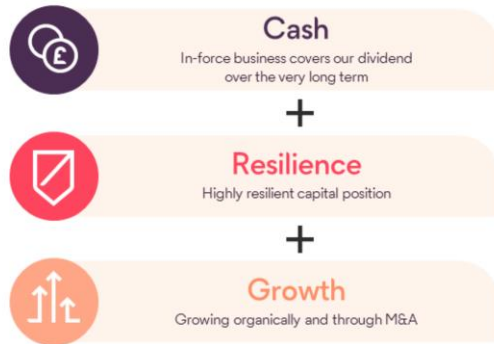 £
Cash
In-force business covers our dividend
over the very long term
+
Resilience
Highly resilient capital position
+
Growth
Growing organically and through M&A